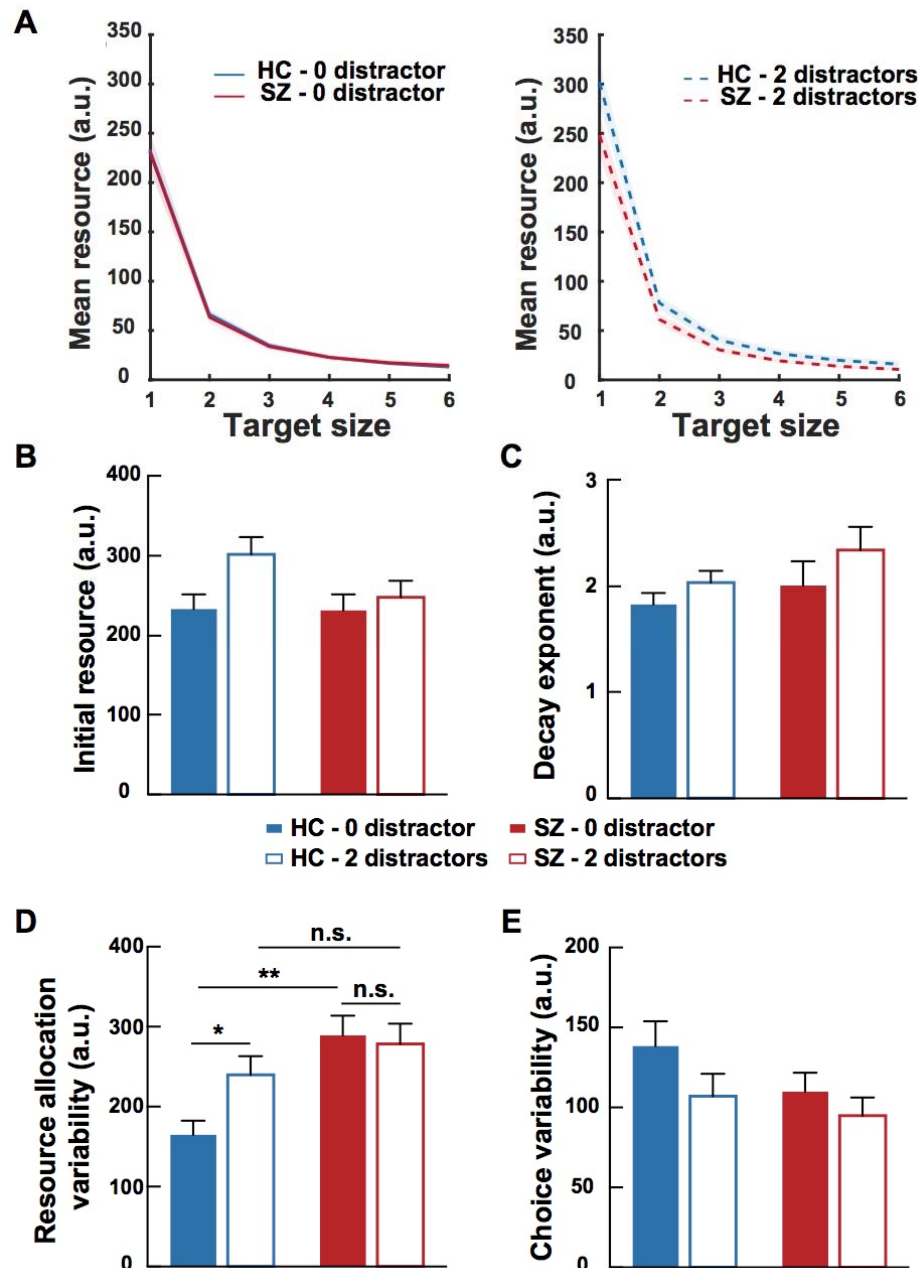 A
350
300
250
200
150
100
50
0
Mean resource (a.u.)
HC - 0 distractor
SZ - 0 distractor
1 2 3 4 5 6
Target size
350
300
250
200
150
100
50
0
Mean resource (a.u.)
HC - 2 distractors
SZ - 2 distractors
1 2 3 4 5 6
Target size
B
400
300
200
100
0
Initial resource (a.u.)
C
3
2
1
0
Decay exponent (a.u.)
HC - 0 distractor SZ - 0 distractor
HC - 2 distractors SZ - 2 distractors
D
400
300
200
100
0
Resource allocation
variability (a.u.)
n.s.
**
n.s.
*
E
200
150
100
50
0
Choice variability (a.u.)